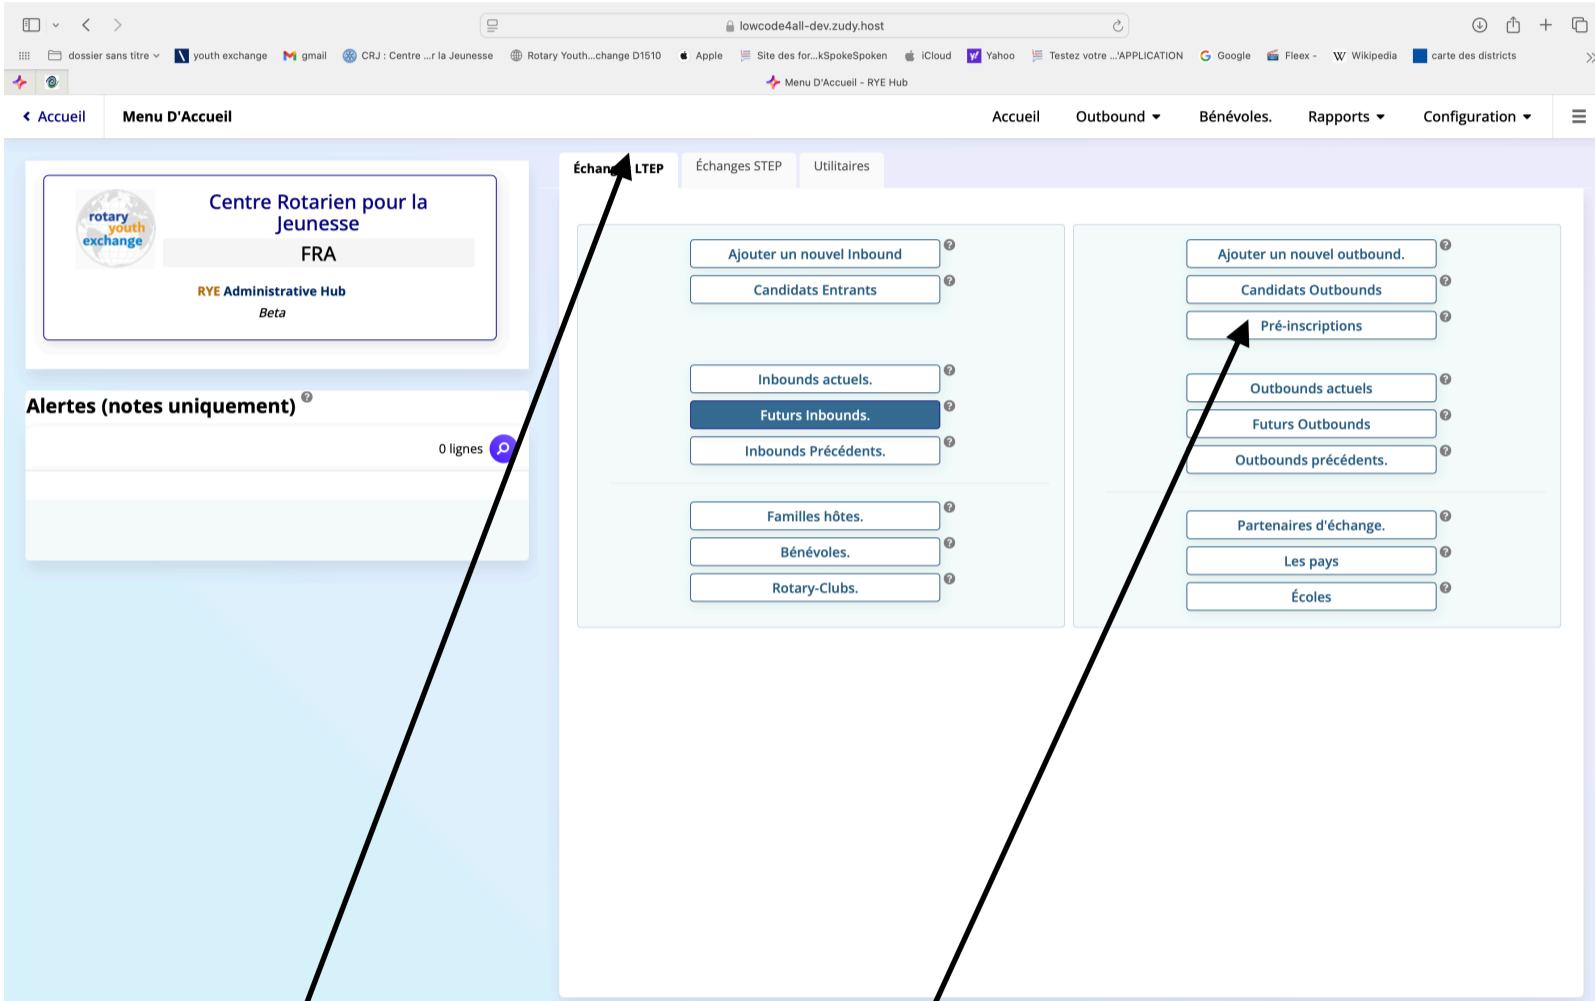 lowcode4all-dev.zudy.host
dossier sans titre
youth exchange
gmail
CRJ : Centre ...r la Jeunesse
Rotary Youth...change D1510
Apple
Site des for...kSpokeSpoken
iCloud
Yahoo
Testez votre ...'APPLICATION
Google
Fleex -
Wikipedia
carte des districts
Menu D'Accueil - RYE Hub
Accueil
Menu D'Accueil
Accueil
Outbound
Bénévoles.
Rapports
Configuration
rotary
youth
exchange
Centre Rotarien pour la
Jeunesse
FRA
RYE Administrative Hub
Beta
Alertes (notes uniquement)
0 lignes
LTEP
Échanges STEP
Utilitaires
Ajouter un nouvel Inbound
Candidats Entrants
Inbounds actuels.
Futurs Inbounds.
Inbounds Précédents.
Familles hôtes.
Bénévoles.
Rotary-Clubs.
Ajouter un nouvel outbound.
Candidats Outbounds
Pré-inscriptions
Outbounds actuels
Futurs Outbounds
Outbounds précédents.
Partenaires d'échange.
Les pays
Écoles